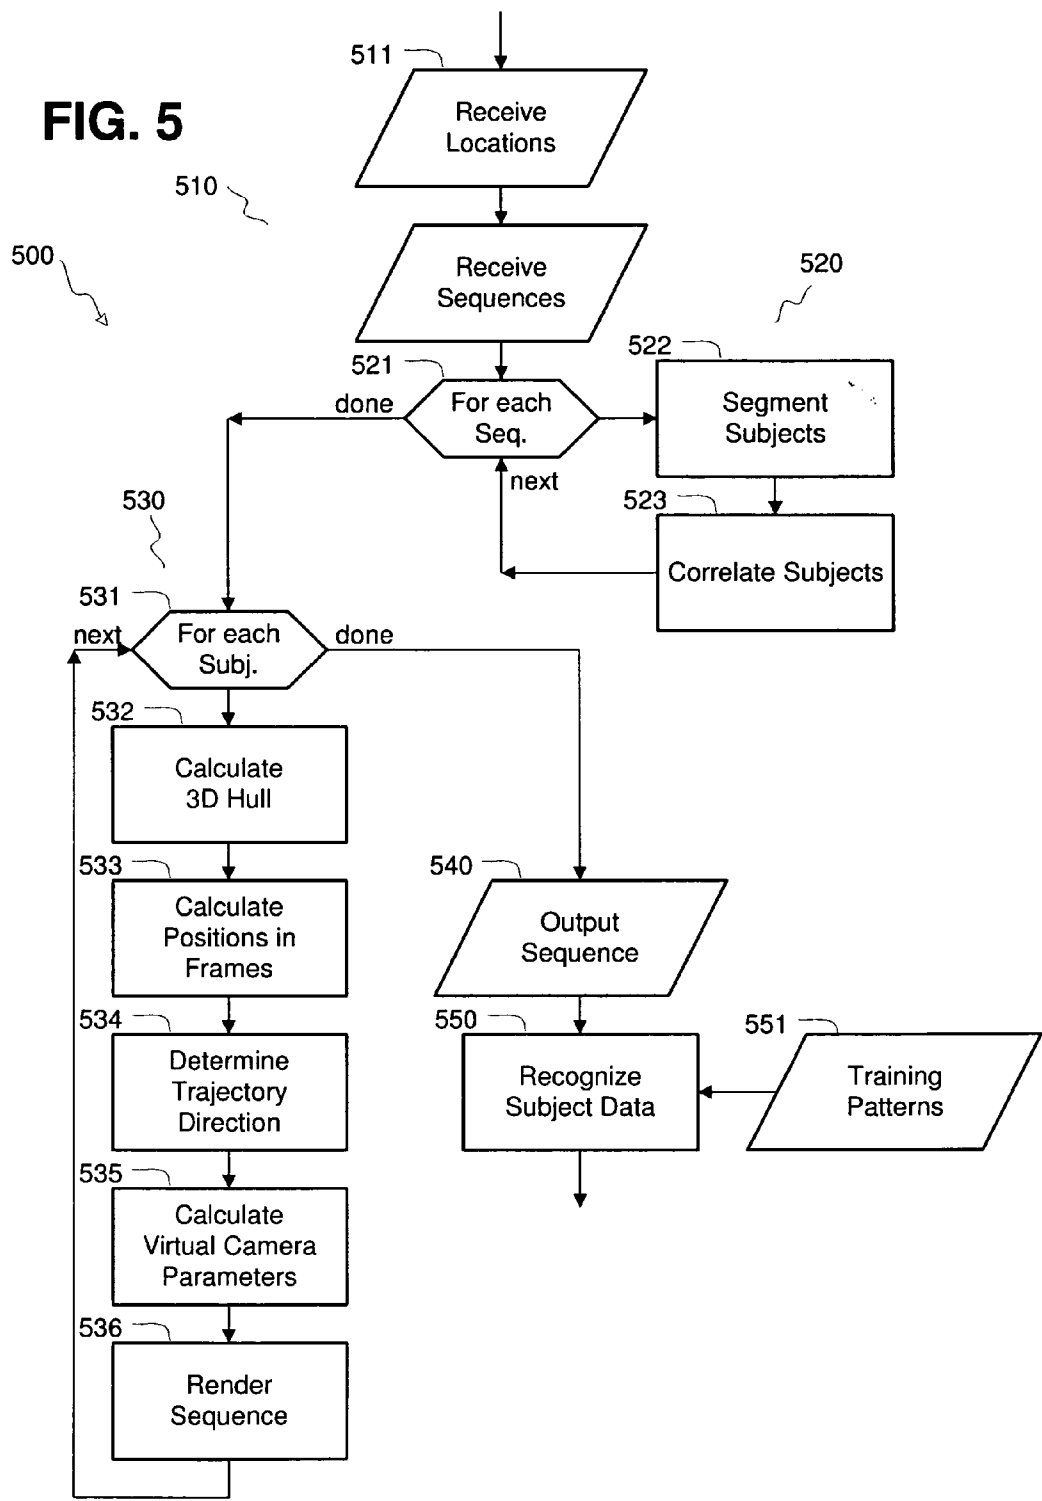 511
FIG. 5
Receive
Locations
510
500
Receive
Sequences
520
521
522
done
For each
Seq.
Segment
Subjects
next
523
530
Correlate Subjects
531
next
For each
Subj.
done
532
Calculate
3D Hull
533
Calculate
Positions in
Frames
540
Output
Sequence
534
Determine
Trajectory
Direction
550
Recognize
Subject Data
551
Training
Patterns
535
Calculate
Virtual Camera
Parameters
536
Render
Sequence